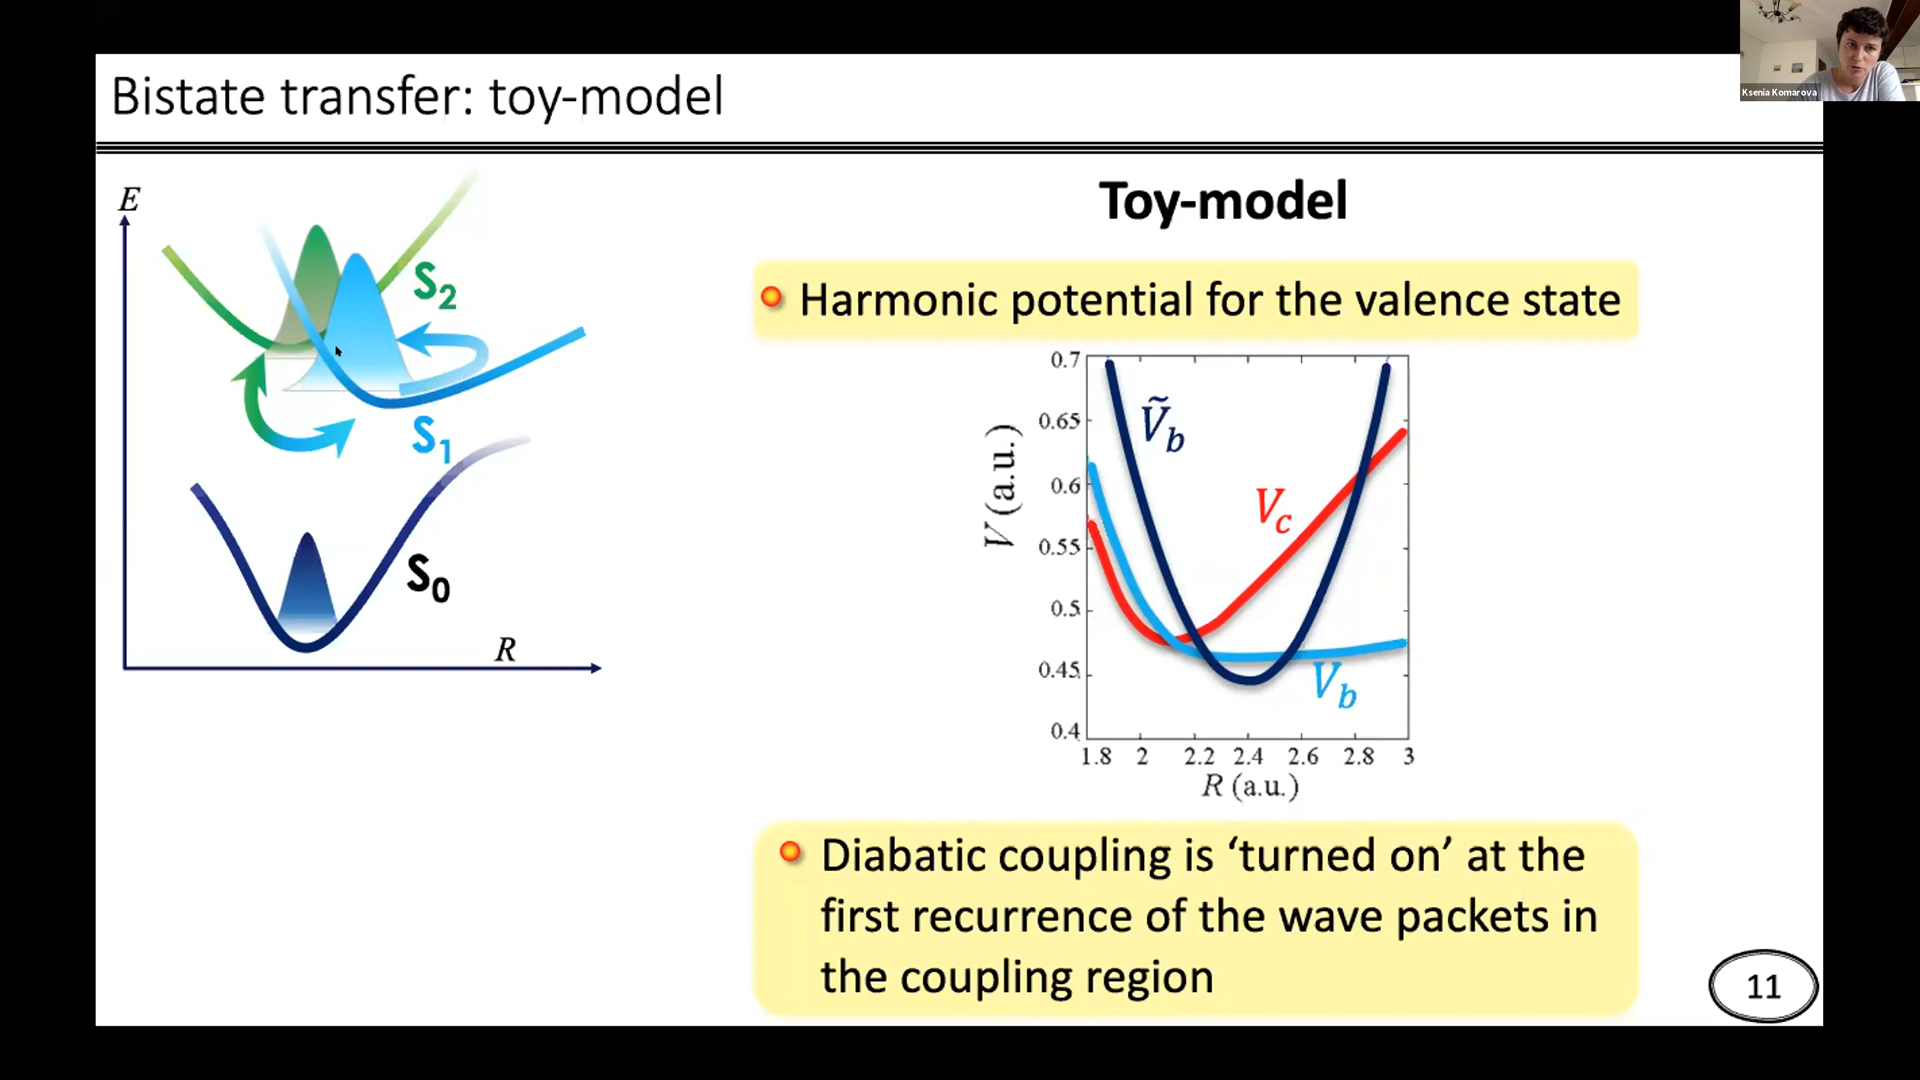 Ksenia Komarova
Bistate transfer: toy-model
E
S2
S1
S0
R
Toy-model
Harmonic potential for the valence state
0.7
0.65
0.6
0.55
0.5
0.45
0.4
V (a.u.)
Ṽb
Vc
Vb
1.8 2 2.2 2.4 2.6 2.8 3
R (a.u.)
Diabatic coupling is ‘turned on’ at the
first recurrence of the wave packets in
the coupling region
11